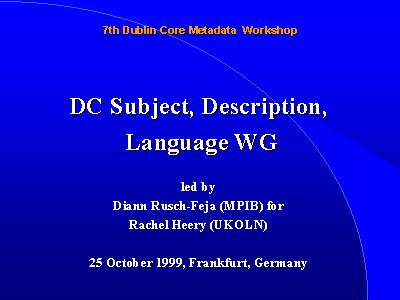 7th Dublin-Core Metadata Workshop
DC Subject, Description,
Language WG
led by
Diann Rusch-Feja (MPIB) for
Rachel Heery (UKOLN)
25 October 1999, Frankfurt, Germany